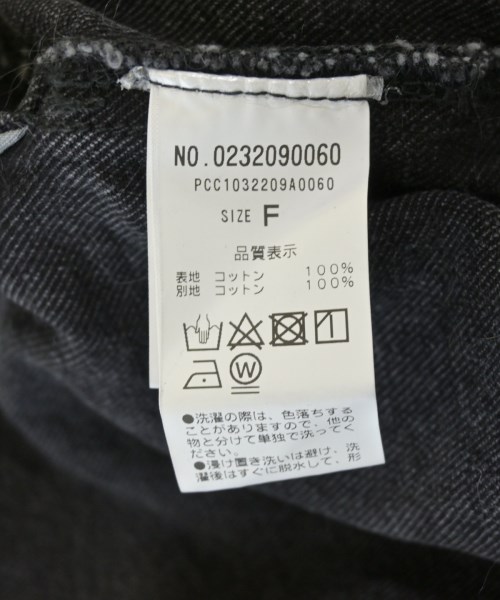 NO.0232090060
PCC1032209A0060
SIZE F
品質表示
表地 コットン 100%
別地 コットン 100%
W
●洗濯の際は、色落ちする
ことがありますので、他の
物と分けて単独で洗ってく
ださい。
●浸け置き洗いは避け、洗
濯後はすぐに脱水して、形